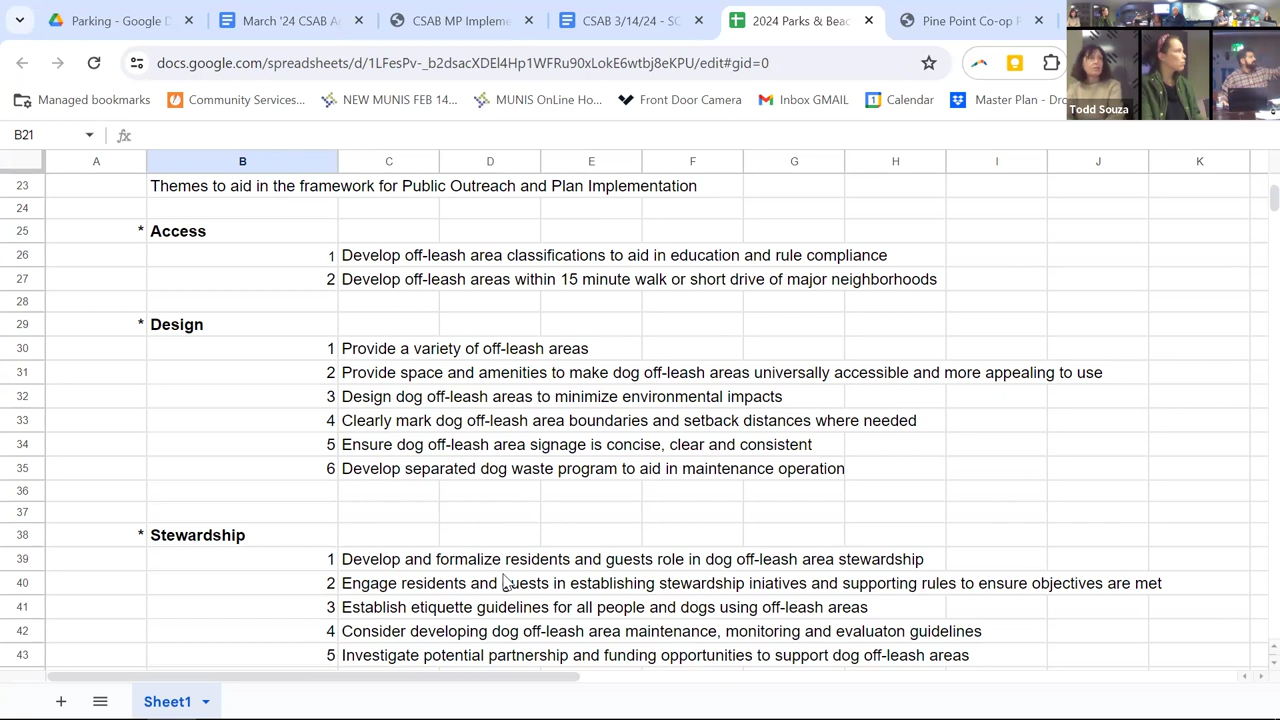 Parking - Google D
March '24 CSAB A
CSAB MP Impleme
CSAB 3/14/24 - SC
2024 Parks & Beac
Pine Point Co-op P
docs.google.com/spreadsheets/d/1LFesPv-_b2dsacXDEl4Hp1WFRu90xLokE6wtbj8eKPU/edit#gid=0
Managed bookmarks
Community Services...
NEW MUNIS FEB 14...
MUNIS OnLine Ho...
Front Door Camera
Inbox GMAIL
Calendar
Master Plan - Dro
Todd Souza
B21
fx
A B C D E F G H I J K
23 Themes to aid in the framework for Public Outreach and Plan Implementation
24
25 * Access
26 1 Develop off-leash area classifications to aid in education and rule compliance
27 2 Develop off-leash areas within 15 minute walk or short drive of major neighborhoods
28
29 * Design
30 1 Provide a variety of off-leash areas
31 2 Provide space and amenities to make dog off-leash areas universally accessible and more appealing to use
32 3 Design dog off-leash areas to minimize environmental impacts
33 4 Clearly mark dog off-leash area boundaries and setback distances where needed
34 5 Ensure dog off-leash area signage is concise, clear and consistent
35 6 Develop separated dog waste program to aid in maintenance operation
36
37
38 * Stewardship
39 1 Develop and formalize residents and guests role in dog off-leash area stewardship
40 2 Engage residents and guests in establishing stewardship iniatives and supporting rules to ensure objectives are met
41 3 Establish etiquette guidelines for all people and dogs using off-leash areas
42 4 Consider developing dog off-leash area maintenance, monitoring and evaluaton guidelines
43 5 Investigate potential partnership and funding opportunities to support dog off-leash areas
Sheet1